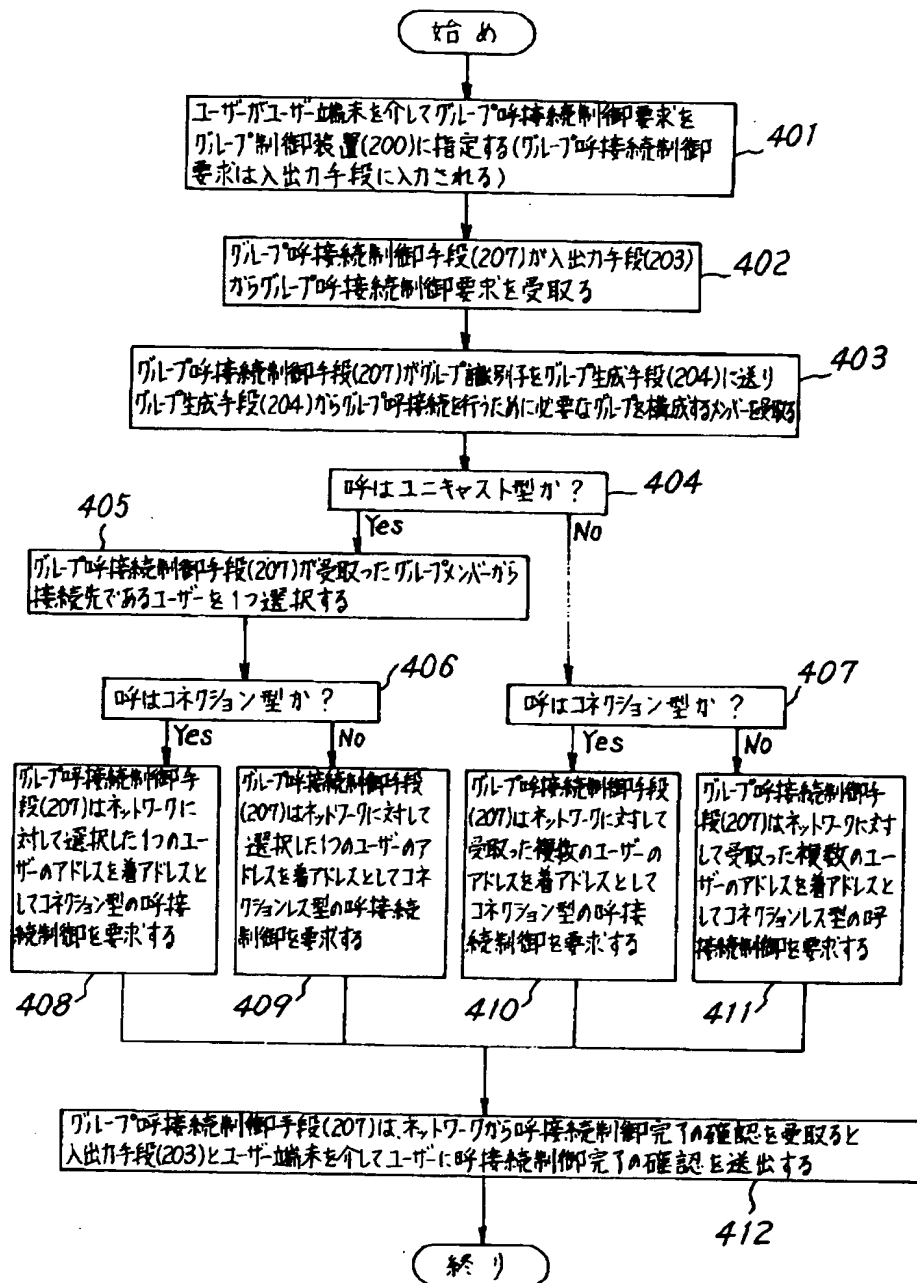 始め
ユーザーがユーザー端末を介してグループ呼接続制御要求を
グループ制御装置(200)に指定する(グループ呼接続制御
要求は入出力手段に入力される)
401
グループ呼接続制御手段(207)が入出力手段(203)
からグループ呼接続制御要求を受取る
402
グループ呼接続制御手段(207)がグループ識別子をグループ生成手段(204)に送り
グループ生成手段(204)からグループ呼接続を行うために必要なグループを構成するメンバーを受取る
403
呼はユニキャスト型か?
404
Yes
No
405
グループ呼接続制御手段(207)が受取ったグループメンバーから
接続先であるユーザーを1つ選択する
406
呼はコネクション型か?
Yes
No
407
呼はコネクション型か?
Yes
No
グループ呼接続制御手
段(207)はネットワークに
対して選択した1つのユー
ザーのアドレスを着アドレスと
してコネクション型の呼接
続制御を要求する
408
グループ呼接続制御手段
(207)はネットワークに対して
選択した1つのユーザーのア
ドレスを着アドレスとしてコネ
クションレス型の呼接続
制御を要求する
409
グループ呼接続制御手段
(207)はネットワークに対して
受取った複数のユーザーの
アドレスを着アドレスとして
コネクション型の呼接
続制御を要求する
410
グループ呼接続制御手
段(207)はネットワークに対
して受取った複数のユー
ザーのアドレスを着アドレスと
してコネクションレス型の呼
接続制御を要求する
411
グループ呼接続制御手段(207)は、ネットワークから呼接続制御完了の確認を受取ると
入出力手段(203)とユーザー端末を介してユーザーに呼接続制御完了の確認を送出する
412
終り